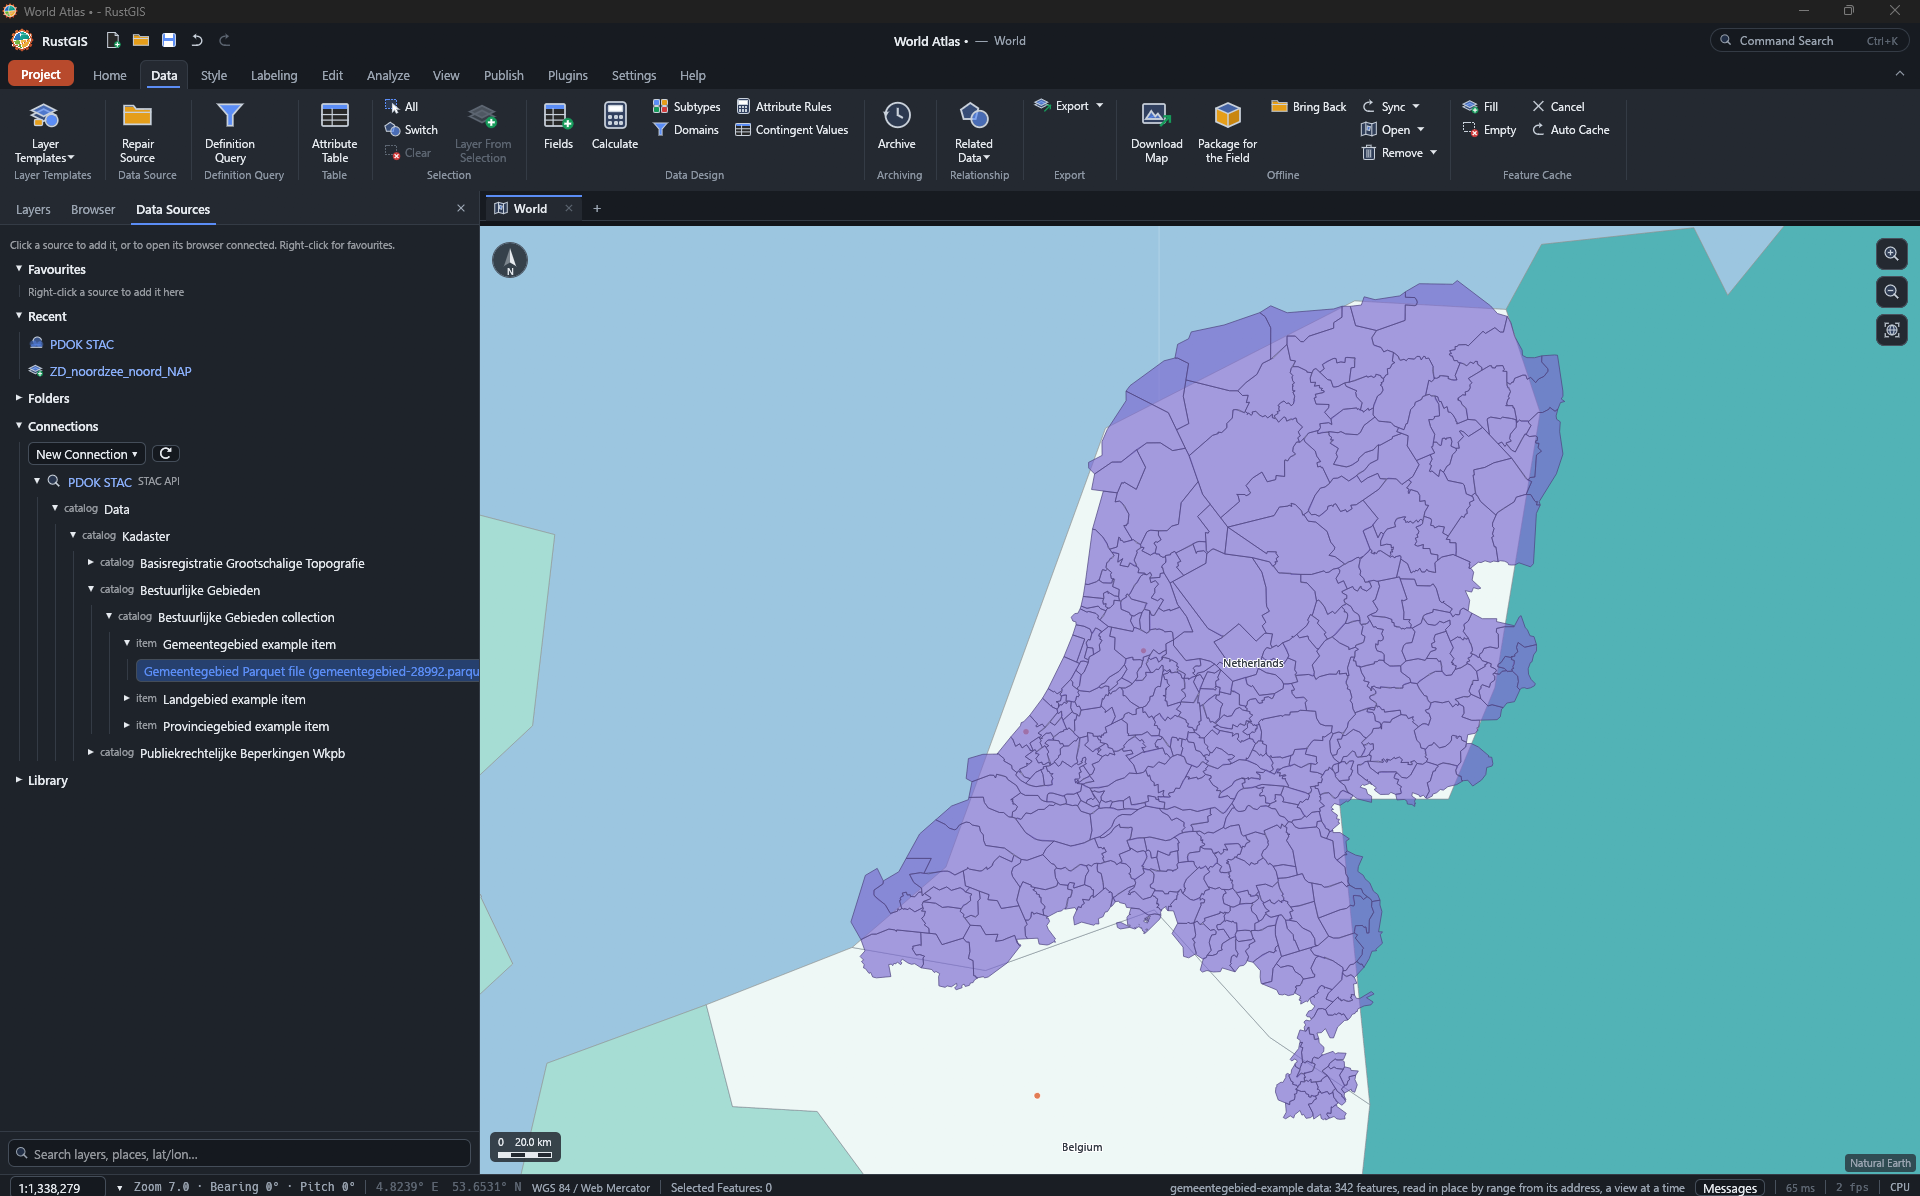 World Atlas • - RustGIS
RustGIS
World Atlas • — World
Command Search Ctrl+K
Project Home Data Style Labeling Edit Analyze View Publish Plugins Settings Help
Layer Templates▾
Layer Templates
Repair Source
Data Source
Definition Query
Definition Query
Attribute Table
Table
All
Switch
Clear
Layer From Selection
Selection
Fields
Calculate
Subtypes
Domains
Attribute Rules
Contingent Values
Data Design
Archive
Archiving
Related Data▾
Relationship
Export
Export
Download Map
Package for the Field
Bring Back
Sync
Open
Remove
Offline
Fill
Empty
Cancel
Auto Cache
Feature Cache
Layers Browser Data Sources
World
Click a source to add it, or to open its browser connected. Right-click for favourites.
Favourites
Right-click a source to add it here
Recent
PDOK STAC
ZD_noordzee_noord_NAP
Folders
Connections
New Connection ▾
PDOK STAC STAC API
catalog Data
catalog Kadaster
catalog Basisregistratie Grootschalige Topografie
catalog Bestuurlijke Gebieden
catalog Bestuurlijke Gebieden collection
item Gemeentegebied example item
Gemeentegebied Parquet file (gemeentegebied-28992.parqu
item Landgebied example item
item Provinciegebied example item
catalog Publiekrechtelijke Beperkingen Wkpb
Library
N
Netherlands
Belgium
0 20.0 km
Natural Earth
Search layers, places, lat/lon...
1:1,338,279 Zoom 7.0 · Bearing 0° · Pitch 0° 4.8239° E 53.6531° N WGS 84 / Web Mercator Selected Features: 0 gemeentegebied-example data: 342 features, read in place by range from its address, a view at a time Messages 65 ms 2 fps CPU